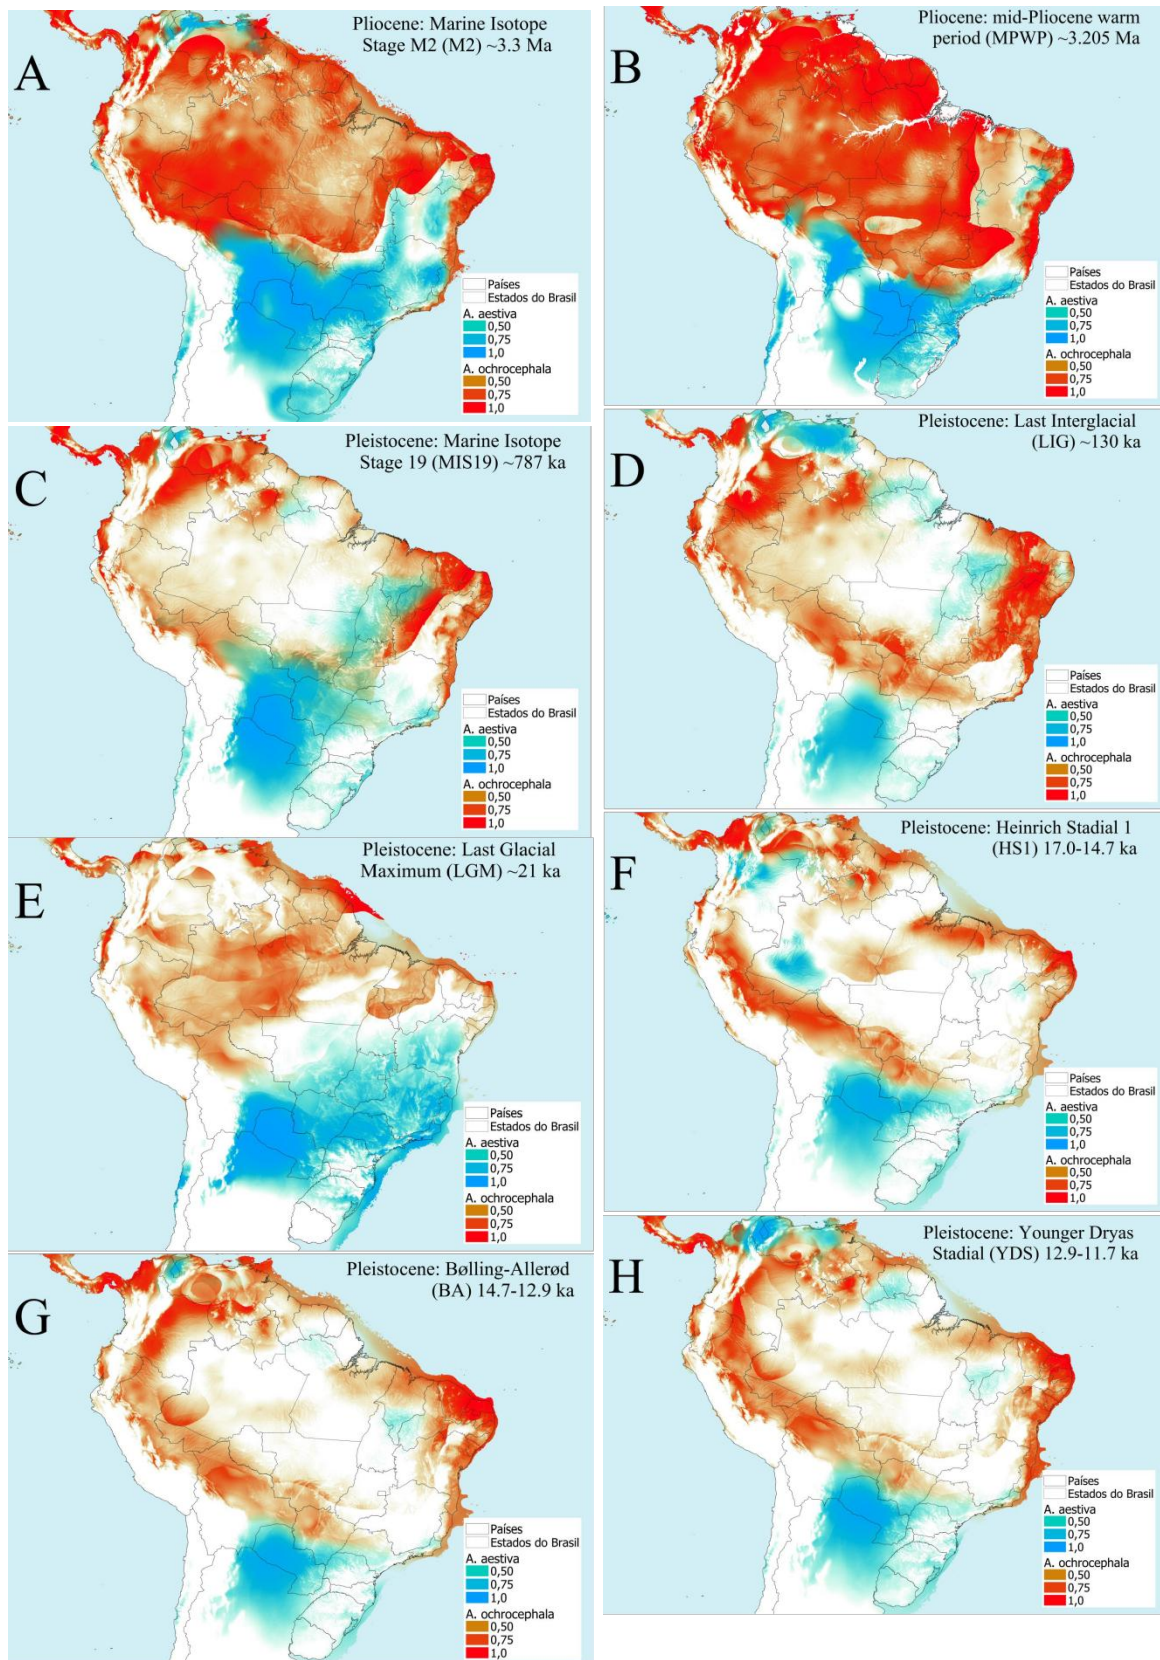 A
Pliocene: Marine Isotope
Stage M2 (M2) ~3.3 Ma
Países
Estados do Brasil
A. aestiva
0,50
0,75
1,0
A. ochrocephala
0,50
0,75
1,0
B
Pliocene: mid-Pliocene warm
period (MPWP) ~3.205 Ma
Países
Estados do Brasil
A. aestiva
0,50
0,75
1,0
A. ochrocephala
0,50
0,75
1,0
C
Pleistocene: Marine Isotope
Stage 19 (MIS19) ~787 ka
Países
Estados do Brasil
A. aestiva
0,50
0,75
1,0
A. ochrocephala
0,50
0,75
1,0
D
Pleistocene: Last Interglacial
(LIG) ~130 ka
Países
Estados do Brasil
A. aestiva
0,50
0,75
1,0
A. ochrocephala
0,50
0,75
1,0
E
Pleistocene: Last Glacial
Maximum (LGM) ~21 ka
Países
Estados do Brasil
A. aestiva
0,50
0,75
1,0
A. ochrocephala
0,50
0,75
1,0
F
Pleistocene: Heinrich Stadial 1
(HS1) 17.0-14.7 ka
Países
Estados do Brasil
A. aestiva
0,50
0,75
1,0
A. ochrocephala
0,50
0,75
1,0
G
Pleistocene: Bølling-Allerød
(BA) 14.7-12.9 ka
Países
Estados do Brasil
A. aestiva
0,50
0,75
1,0
A. ochrocephala
0,50
0,75
1,0
H
Pleistocene: Younger Dryas
Stadial (YDS) 12.9-11.7 ka
Países
Estados do Brasil
A. aestiva
0,50
0,75
1,0
A. ochrocephala
0,50
0,75
1,0